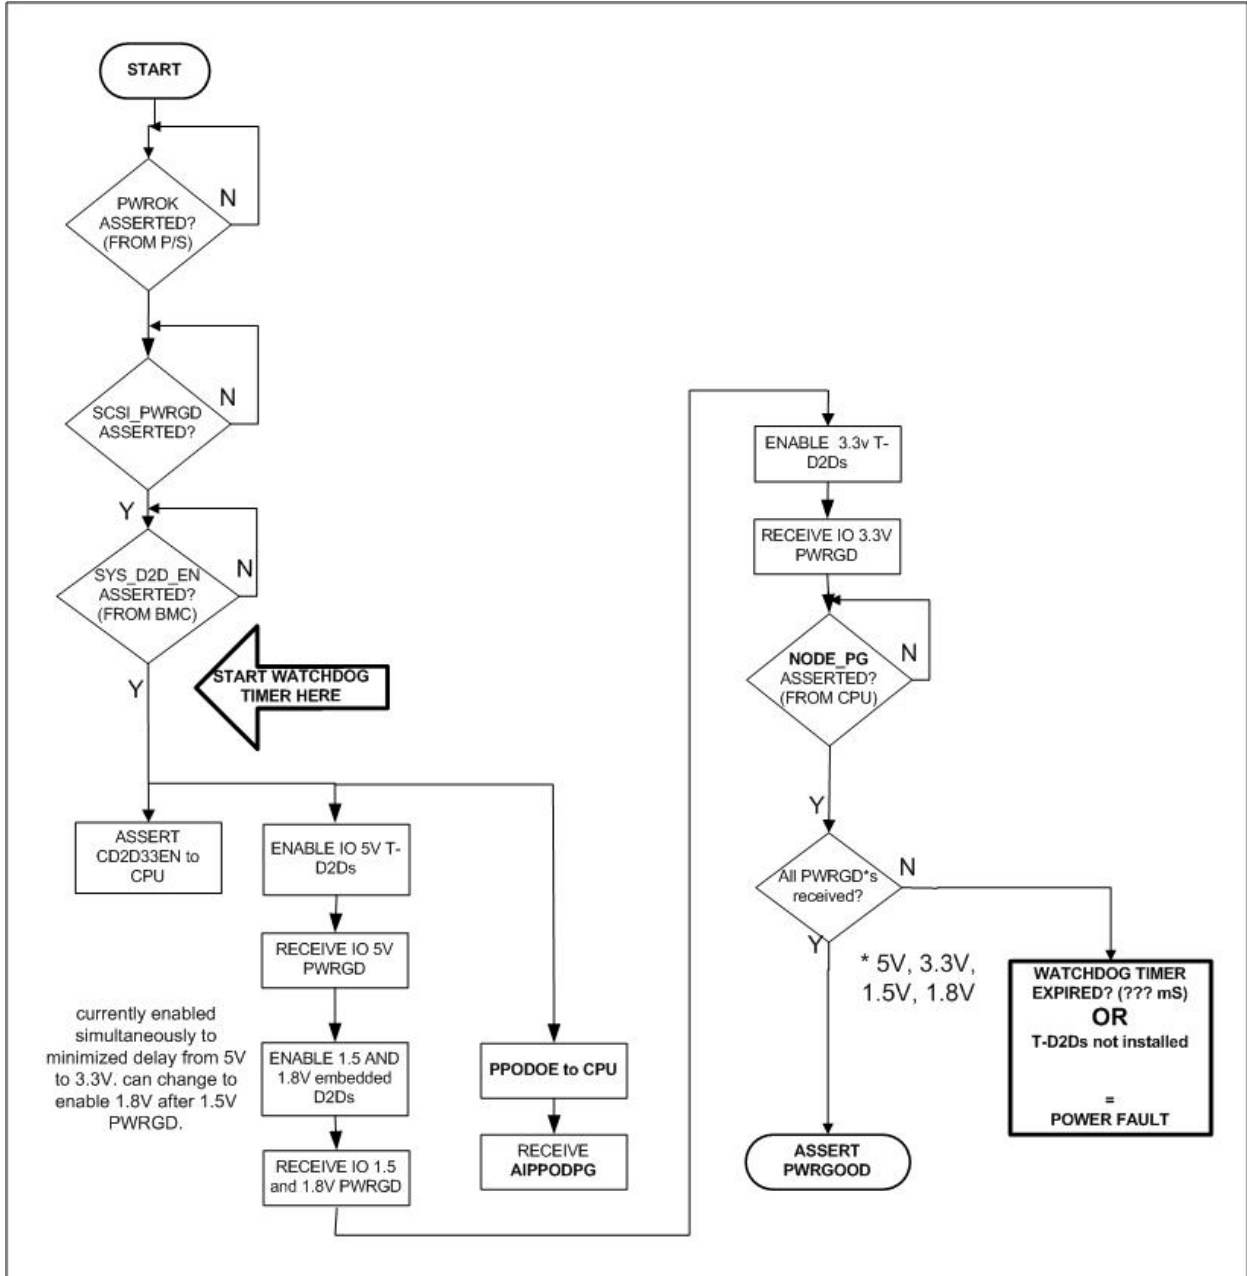 START
PWROK
ASSERTED?
(FROM P/S)
N
SCSI_PWRGD
ASSERTED?
N
Y
SYS_D2D_EN
ASSERTED?
(FROM BMC)
N
Y
START WATCHDOG
TIMER HERE
ASSERT
CD2D33EN to
CPU
ENABLE IO 5V T-
D2Ds
RECEIVE IO 5V
PWRGD
currently enabled
simultaneously to
minimized delay from 5V
to 3.3V. can change to
enable 1.8V after 1.5V
PWRGD.
ENABLE 1.5 AND
1.8V embedded
D2Ds
RECEIVE IO 1.5
and 1.8V PWRGD
PPODOE to CPU
RECEIVE
AIPPODPG
ENABLE 3.3v T-
D2Ds
RECEIVE IO 3.3V
PWRGD
NODE_PG
ASSERTED?
(FROM CPU)
N
Y
All PWRGD*s
received?
N
Y
* 5V, 3.3V,
1.5V, 1.8V
WATCHDOG TIMER
EXPIRED? (??? mS)
OR
T-D2Ds not installed
=
POWER FAULT
ASSERT
PWRGOOD